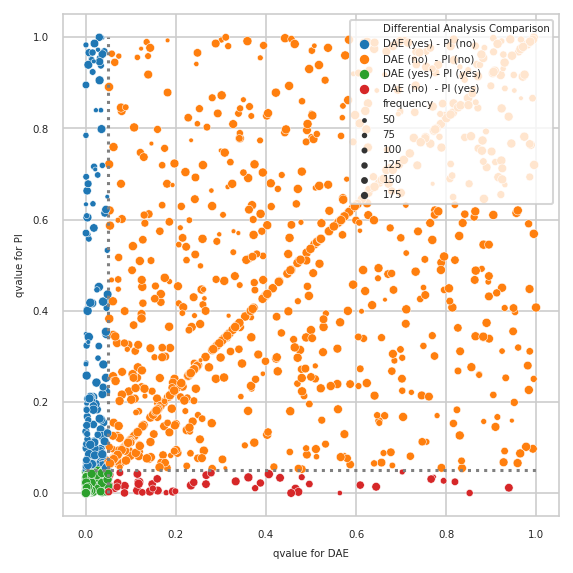 Differential Analysis Comparison
DAE (yes) - PI (no)
DAE (no)  - PI (no)
DAE (yes) - PI (yes)
DAE (no)  - PI (yes)
frequency
50
75
100
125
150
175
1.0
0.8
0.6
0.4
0.2
0.0
qvalue for PI
0.0 0.2 0.4 0.6 0.8 1.0
qvalue for DAE